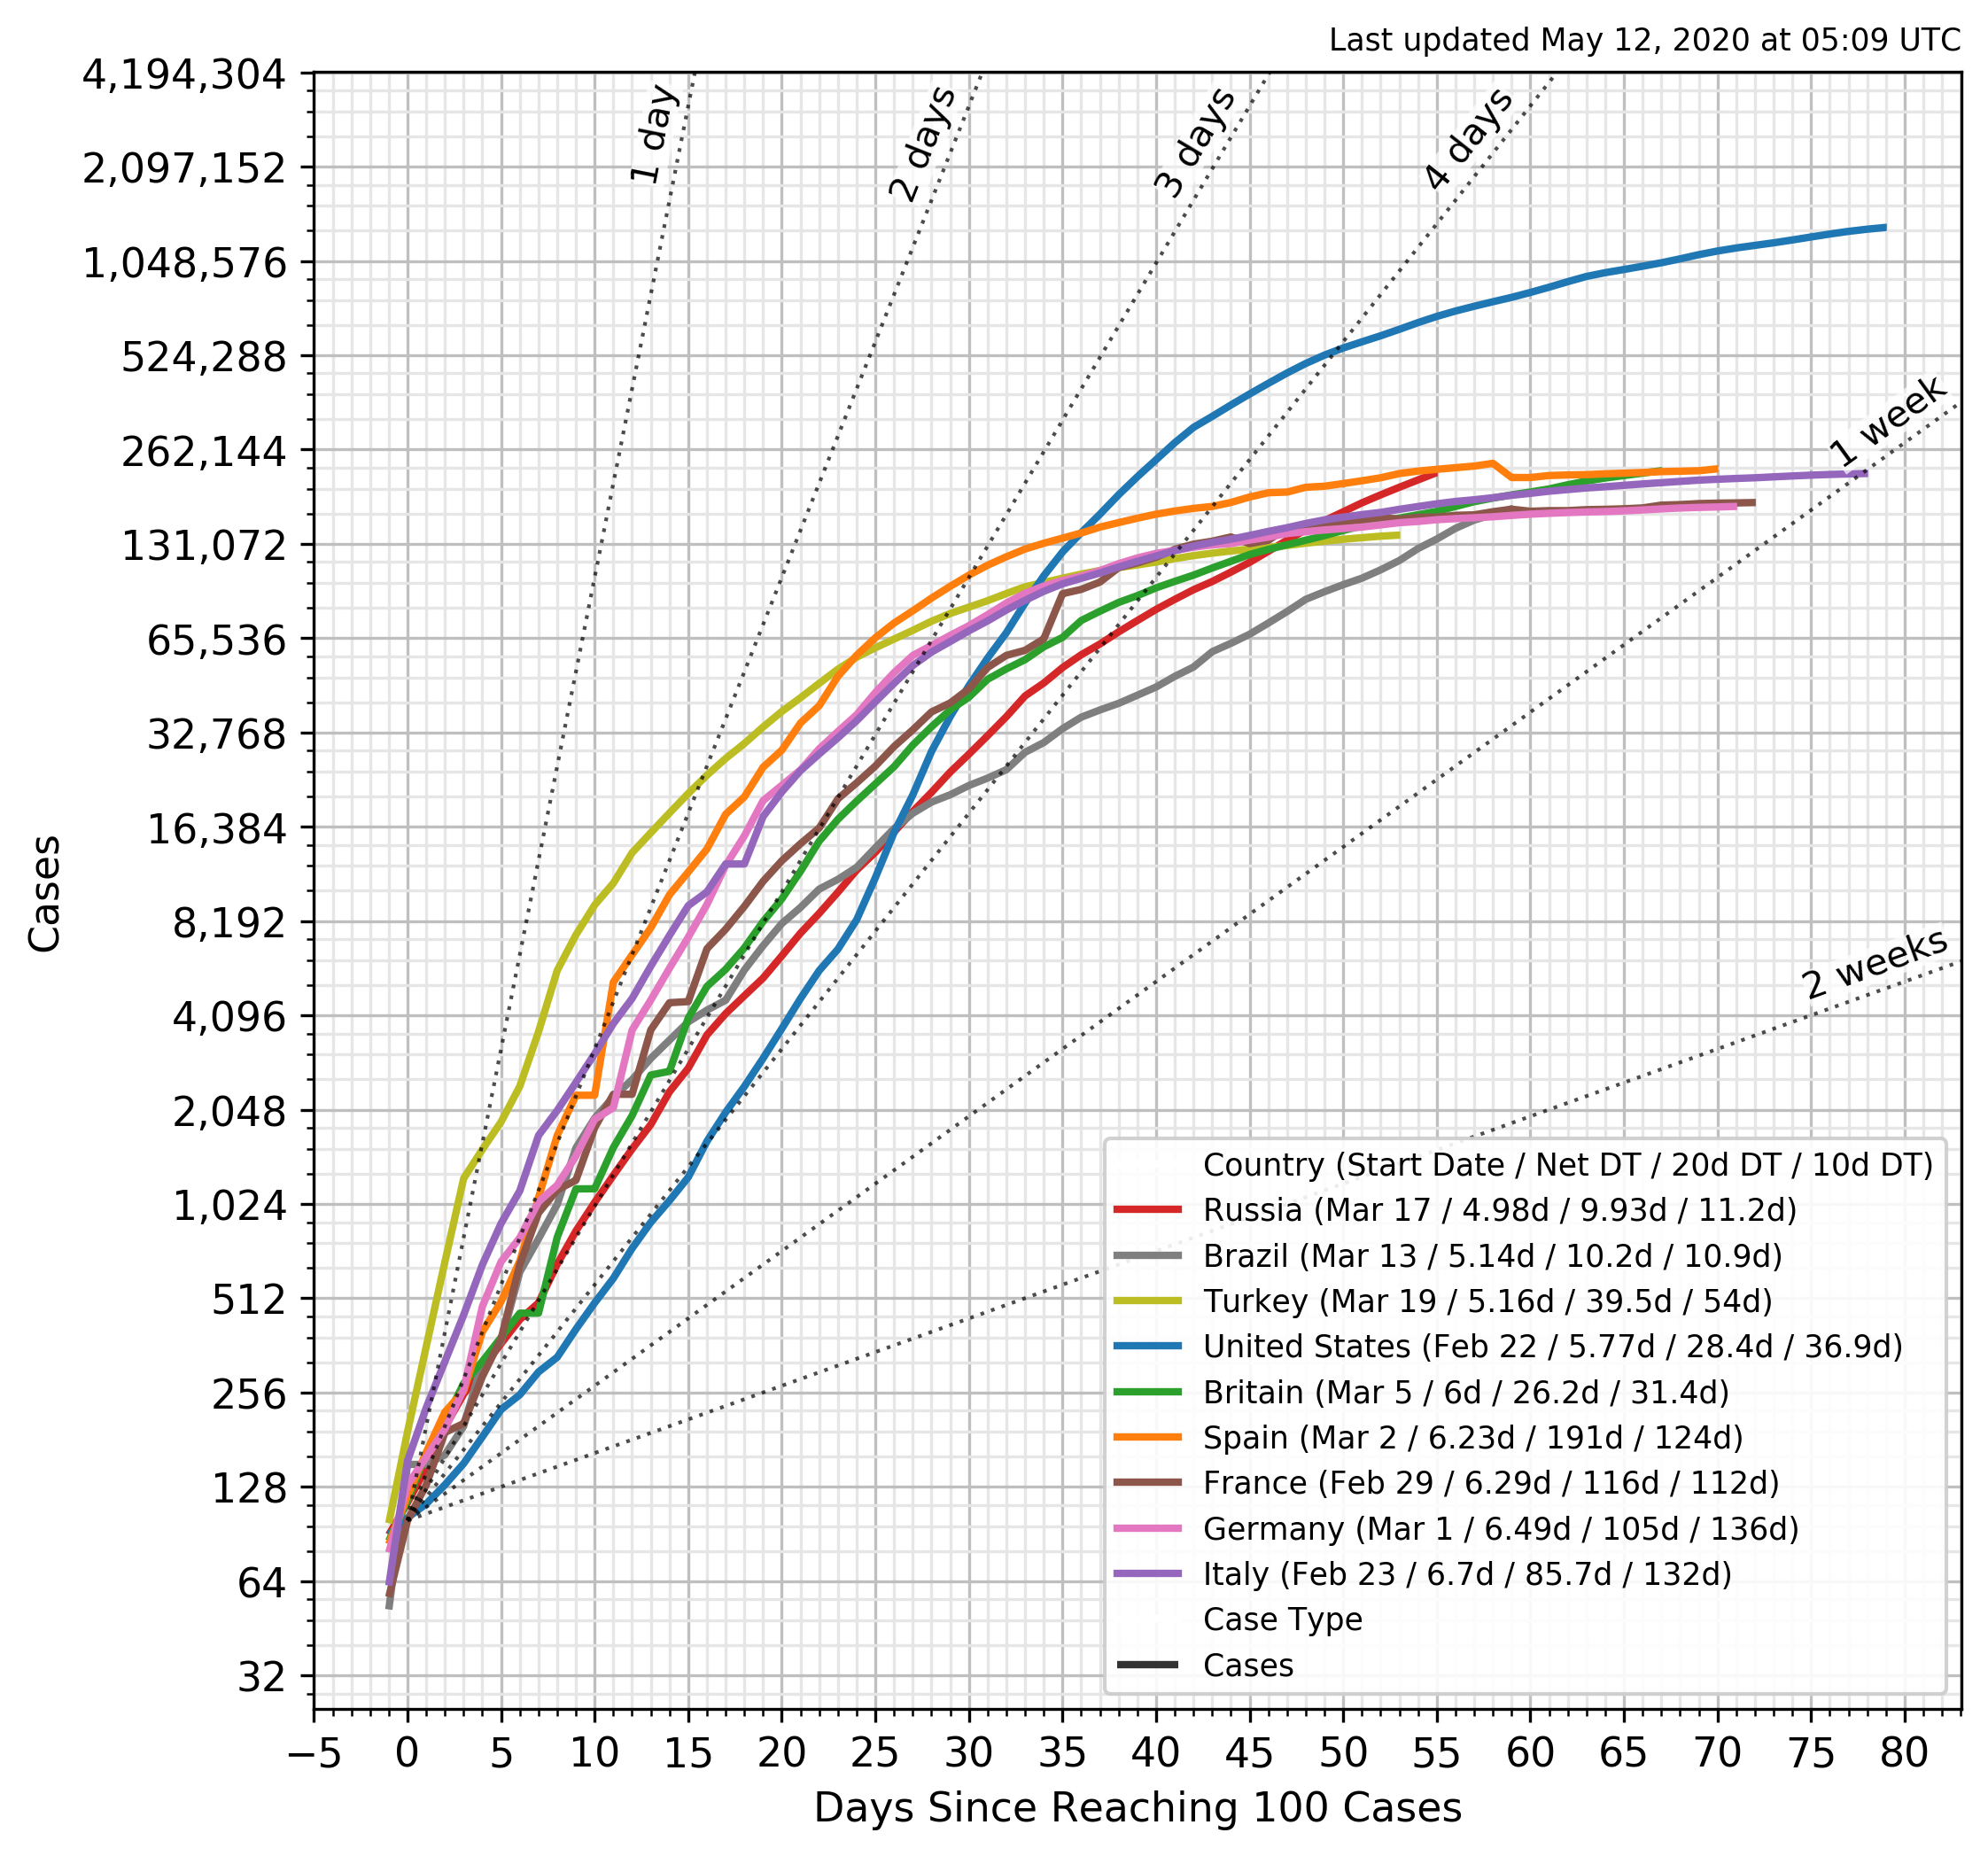 Last updated May 12, 2020 at 05:09 UTC
4,194,304
2,097,152
1,048,576
524,288
262,144
131,072
65,536
32,768
16,384
8,192
4,096
2,048
1,024
512
256
128
64
32
Cases
1 day
2 days
3 days
4 days
1 week
2 weeks
Country (Start Date / Net DT / 20d DT / 10d DT)
Russia (Mar 17 / 4.98d / 9.93d / 11.2d)
Brazil (Mar 13 / 5.14d / 10.2d / 10.9d)
Turkey (Mar 19 / 5.16d / 39.5d / 54d)
United States (Feb 22 / 5.77d / 28.4d / 36.9d)
Britain (Mar 5 / 6d / 26.2d / 31.4d)
Spain (Mar 2 / 6.23d / 191d / 124d)
France (Feb 29 / 6.29d / 116d / 112d)
Germany (Mar 1 / 6.49d / 105d / 136d)
Italy (Feb 23 / 6.7d / 85.7d / 132d)
Case Type
Cases
−5 0 5 10 15 20 25 30 35 40 45 50 55 60 65 70 75 80
Days Since Reaching 100 Cases